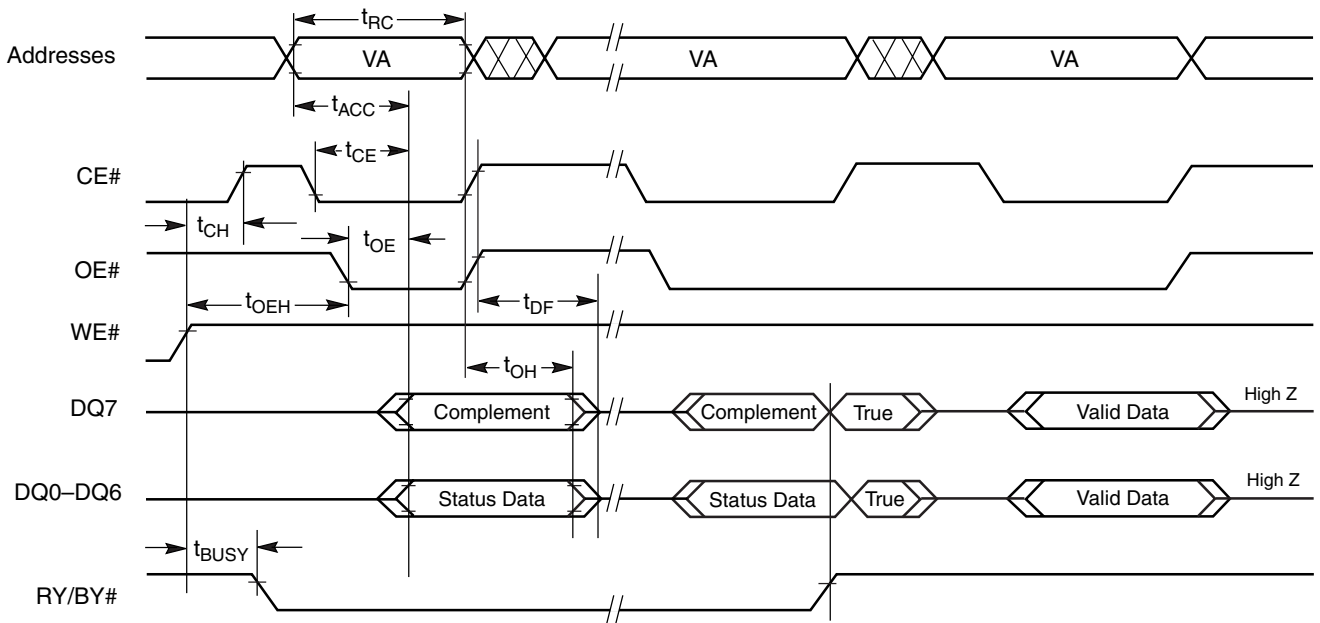 tRC
Addresses VA VA VA
tACC
tCE
CE#
tCH tOE
OE#
tOEH tDF
WE#
tOH
DQ7 Complement Complement True Valid Data High Z
DQ0–DQ6 Status Data Status Data True Valid Data High Z
tBUSY
RY/BY#